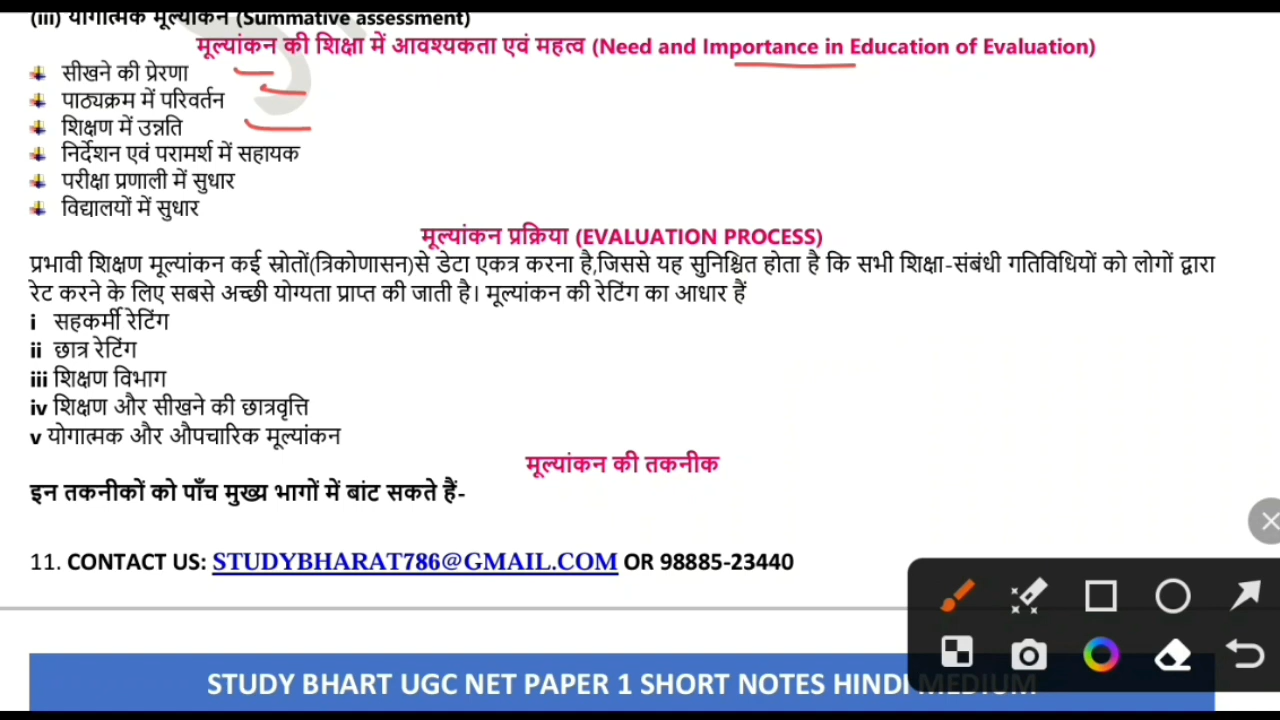 (iii) योगात्मक मूल्यांकन (Summative assessment)
मूल्यांकन की शिक्षा में आवश्यकता एवं महत्व (Need and Importance in Education of Evaluation)
सीखने की प्रेरणा
पाठ्यक्रम में परिवर्तन
शिक्षण में उन्नति
निर्देशन एवं परामर्श में सहायक
परीक्षा प्रणाली में सुधार
विद्यालयों में सुधार
मूल्यांकन प्रक्रिया (EVALUATION PROCESS)
प्रभावी शिक्षण मूल्यांकन कई स्रोतों(त्रिकोणासन)से डेटा एकत्र करना है,जिससे यह सुनिश्चित होता है कि सभी शिक्षा-संबंधी गतिविधियों को लोगों द्वारा
रेट करने के लिए सबसे अच्छी योग्यता प्राप्त की जाती है। मूल्यांकन की रेटिंग का आधार हैं
i सहकर्मी रेटिंग
ii छात्र रेटिंग
iii शिक्षण विभाग
iv शिक्षण और सीखने की छात्रवृत्ति
v योगात्मक और औपचारिक मूल्यांकन
मूल्यांकन की तकनीक
इन तकनीकों को पाँच मुख्य भागों में बांट सकते हैं-
11. CONTACT US: STUDYBHARAT786@GMAIL.COM OR 98885-23440
STUDY BHART UGC NET PAPER 1 SHORT NOTES HINDI MEDIUM